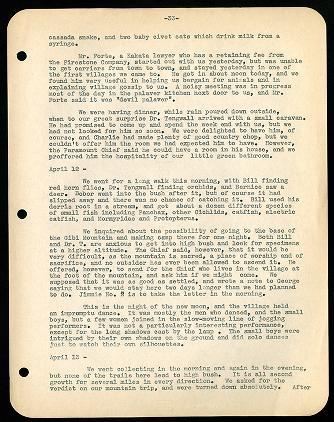 -33-
cassada snake, and two baby civet cats which drink milk from a
syringe.
Mr. Forte, a Kakata lawyer who has a retaining fee from
the Firestone Company, started out with us yesterday, but was unable
to get carriers from town to town, and stayed yesterday in one of
the villages we came to. He got in about noon today, and we
found him very useful in helping us bargain for animals and in
explaining village gossip to us. A noisy meeting was in progress
most of the day in the palaver kitchen next door to us, and Mr.
Forte said it was "devil palaver".
We were having dinner, while rain poured down outside,
when to our great surprise Dr. Tengwall arrived with a small caravan.
He had promised to come up and spend the week end with us, but we
had not looked for him so soon. We were delighted to have him, of
course, and Charlie had made plenty of good country chop, but we
couldn't offer him the room we had expected him to have. However,
the Paramount Chief said he could have a room in his house, and we
proffered him the hospitality of our little green bathroom.
April 12 -
We went for a long walk this morning, with Bill finding
red horn flies, Dr. Tengwall finding orchids, and Bernice saw a
deer. Bobor went into the bush after it, but of course it had
slipped away and there was no chance of catching it. Bill used his
derris root in a stream, and got about a dozen different species
of small fish including Panchax, other Cichlids, catfish, electric
catfish, and Mormyridos and Protopterus.
We inquired about the possibility of going to the base of
the Gibi Mountain and making camp there for one night. Both Bill
and Dr. T. are anxious to get into high bush and look for specimens
at a higher altitude. The Chief said, however, that it would be
very difficult, as the mountain is sacred, a place of worship and of
sacrifice, and no outsider has ever been allowed to ascend it. He
offered, however, to send for the Chief who lives in the village at
the foot of the mountain, and ask him if we might come. We
supposed that it was as good as settled, and wrote a note to George
saying that we would stay here two days longer than we had planned
to do. Jimmie No. 2 is to take the letter in the morning.
This is the night of the new moon, and the village held
an impromptu dance. It was mostly the men who danced, and the small
boys, but a few women joined in the slow-moving line of jogging
performers. It was not a particularly interesting performance,
except for the long shadows cast by the lamp. The small boys were
intrigued by their own shadows on the ground and did solo dances
just to watch their own silhouettes.
April 13 -
We went collecting in the morning and again in the evening,
but none of the trails here lead to high bush. It is all second
growth for several miles in every direction. We asked for the
verdict on our mountain trip, and were turned down absolutely. After